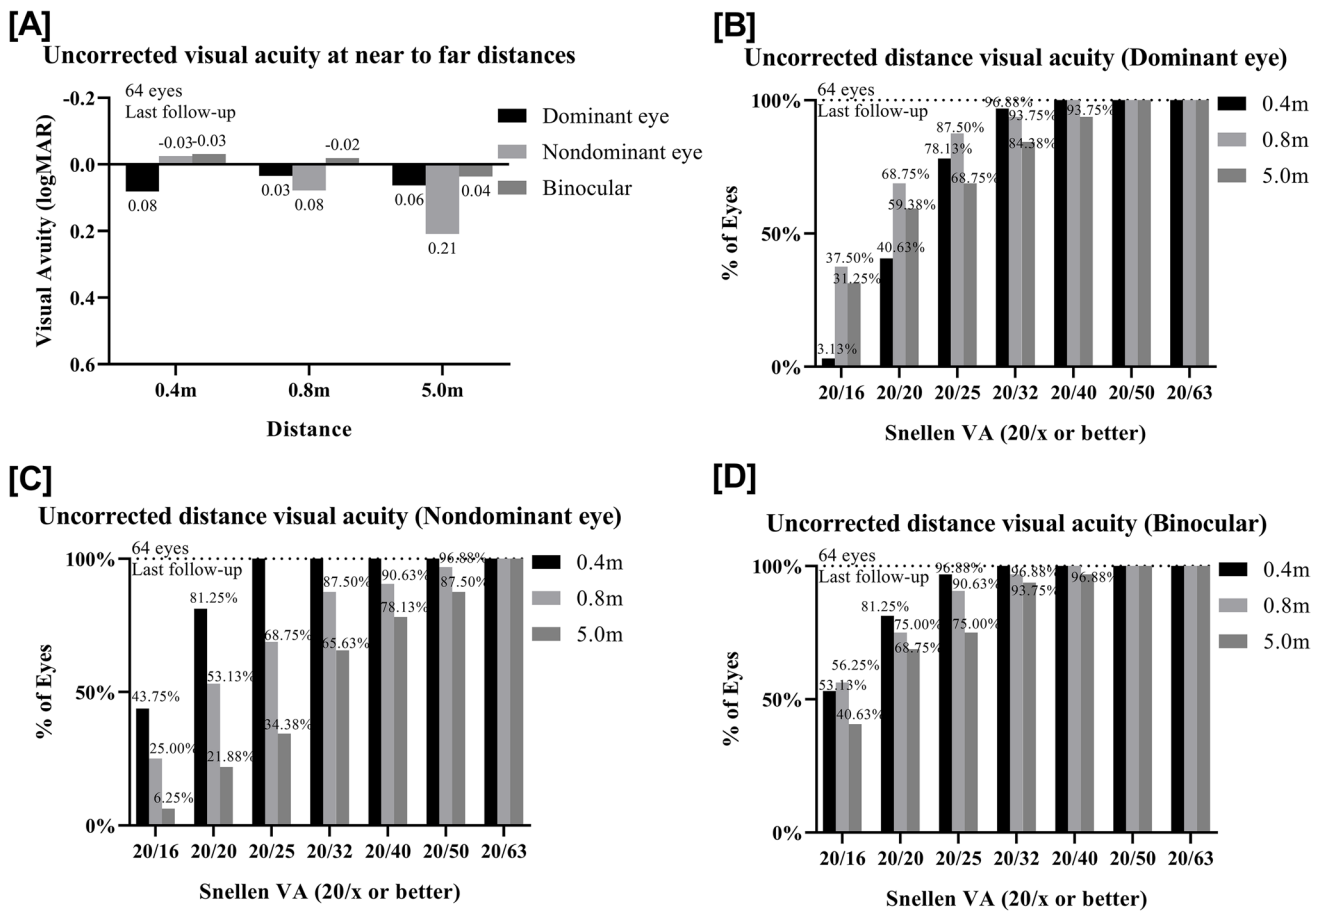 [A]
Uncorrected visual acuity at near to far distances
64 eyes
Last follow-up
Visual Avuity (logMAR)
-0.2
0.0
0.2
0.4
0.6
0.08
-0.03
-0.03
0.03
0.08
-0.02
0.06
0.21
0.04
Dominant eye
Nondominant eye
Binocular
0.4m
0.8m
5.0m
Distance
[B]
Uncorrected distance visual acuity (Dominant eye)
64 eyes
Last follow-up
% of Eyes
100%
50%
0%
3.13%
37.50%
31.25%
40.63%
68.75%
59.38%
78.13%
87.50%
68.75%
96.88%
93.75%
84.38%
93.75%
0.4m
0.8m
5.0m
20/16
20/20
20/25
20/32
20/40
20/50
20/63
Snellen VA (20/x or better)
[C]
Uncorrected distance visual acuity (Nondominant eye)
64 eyes
Last follow-up
% of Eyes
100%
50%
0%
43.75%
25.00%
6.25%
81.25%
53.13%
21.88%
68.75%
34.38%
87.50%
65.63%
90.63%
78.13%
96.88%
87.50%
0.4m
0.8m
5.0m
20/16
20/20
20/25
20/32
20/40
20/50
20/63
Snellen VA (20/x or better)
[D]
Uncorrected distance visual acuity (Binocular)
64 eyes
Last follow-up
% of Eyes
100%
50%
0%
53.13%
56.25%
40.63%
81.25%
75.00%
68.75%
96.88%
90.63%
75.00%
96.88%
93.75%
96.88%
0.4m
0.8m
5.0m
20/16
20/20
20/25
20/32
20/40
20/50
20/63
Snellen VA (20/x or better)